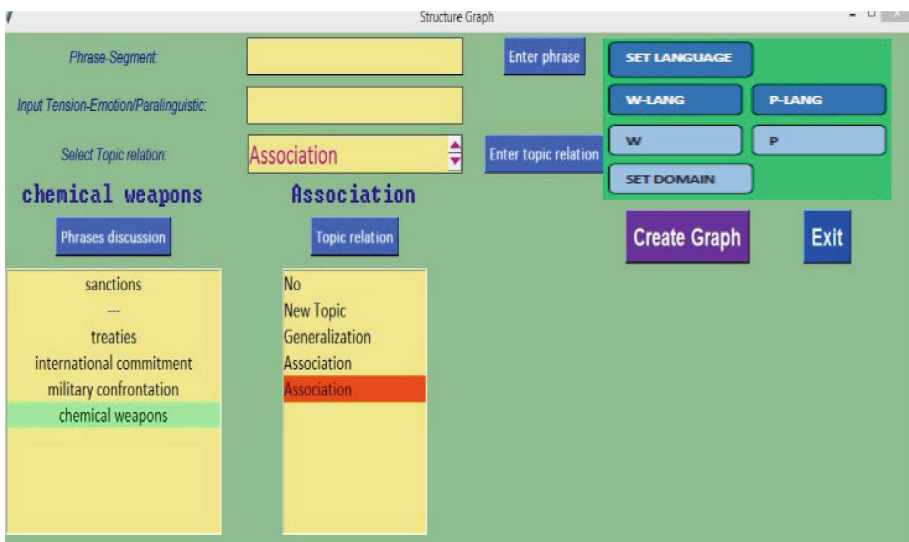 Structure Graph
Phrase-Segment:
Enter phrase
SET LANGUAGE
Input Tension-Emotion/Paralinguistic:
W-LANG
P-LANG
Select Topic relation:
Association
Enter topic relation
W
P
SET DOMAIN
chemical weapons
Association
Phrases discussion
Topic relation
Create Graph
Exit
sanctions
---
treaties
international commitment
military confrontation
chemical weapons
No
New Topic
Generalization
Association
Association